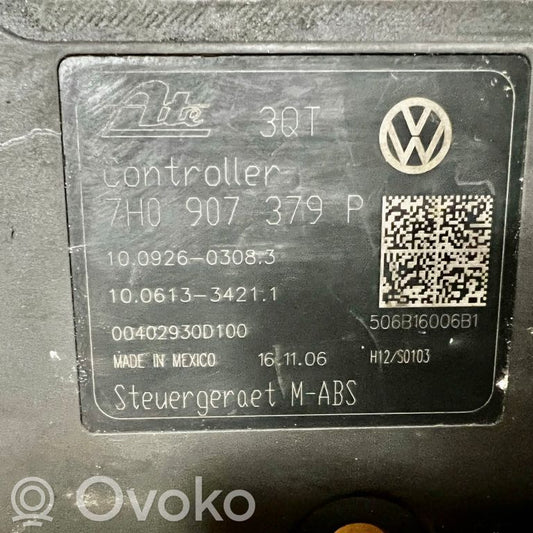 Ate 3QT
Controller
7H0 907 379 P
10.0926-0308.3
10.0613-3421.1
00402930D100
506B16006B1
MADE IN MEXICO 16.11.06 H12/S0103
Steuergeraet M-ABS
Ovoko